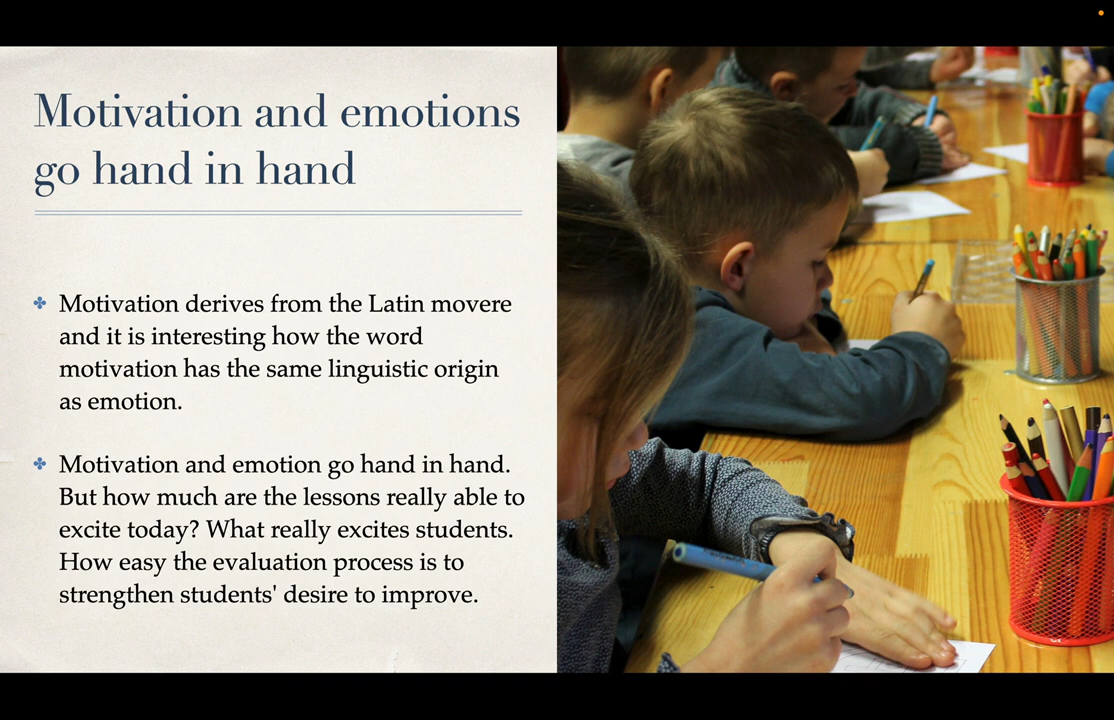 Motivation and emotions
go hand in hand
Motivation derives from the Latin movere
and it is interesting how the word
motivation has the same linguistic origin
as emotion.
Motivation and emotion go hand in hand.
But how much are the lessons really able to
excite today? What really excites students.
How easy the evaluation process is to
strengthen students' desire to improve.